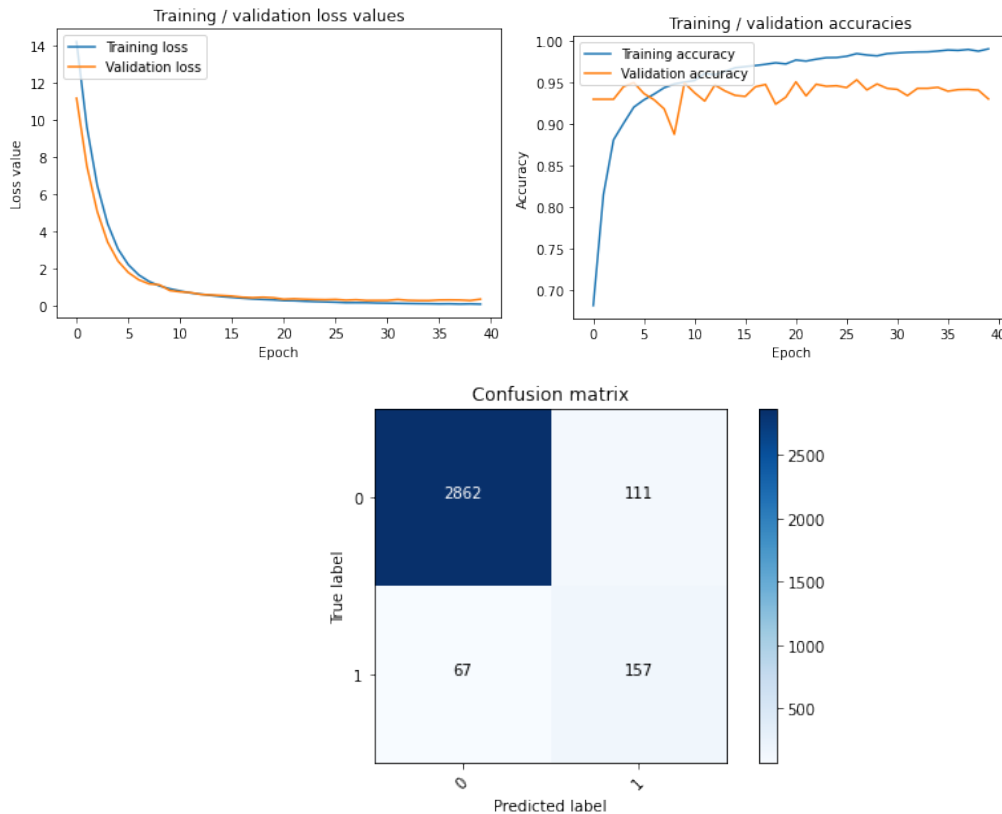 Training / validation loss values
Training loss
Validation loss
14
12
10
8
6
4
2
0
Loss value
0 5 10 15 20 25 30 35 40
Epoch
Training / validation accuracies
Training accuracy
Validation accuracy
1.00
0.95
0.90
0.85
0.80
0.75
0.70
Accuracy
0 5 10 15 20 25 30 35 40
Epoch
Confusion matrix
0 2862 111
1 67 157
True label
0 1
Predicted label
2500
2000
1500
1000
500